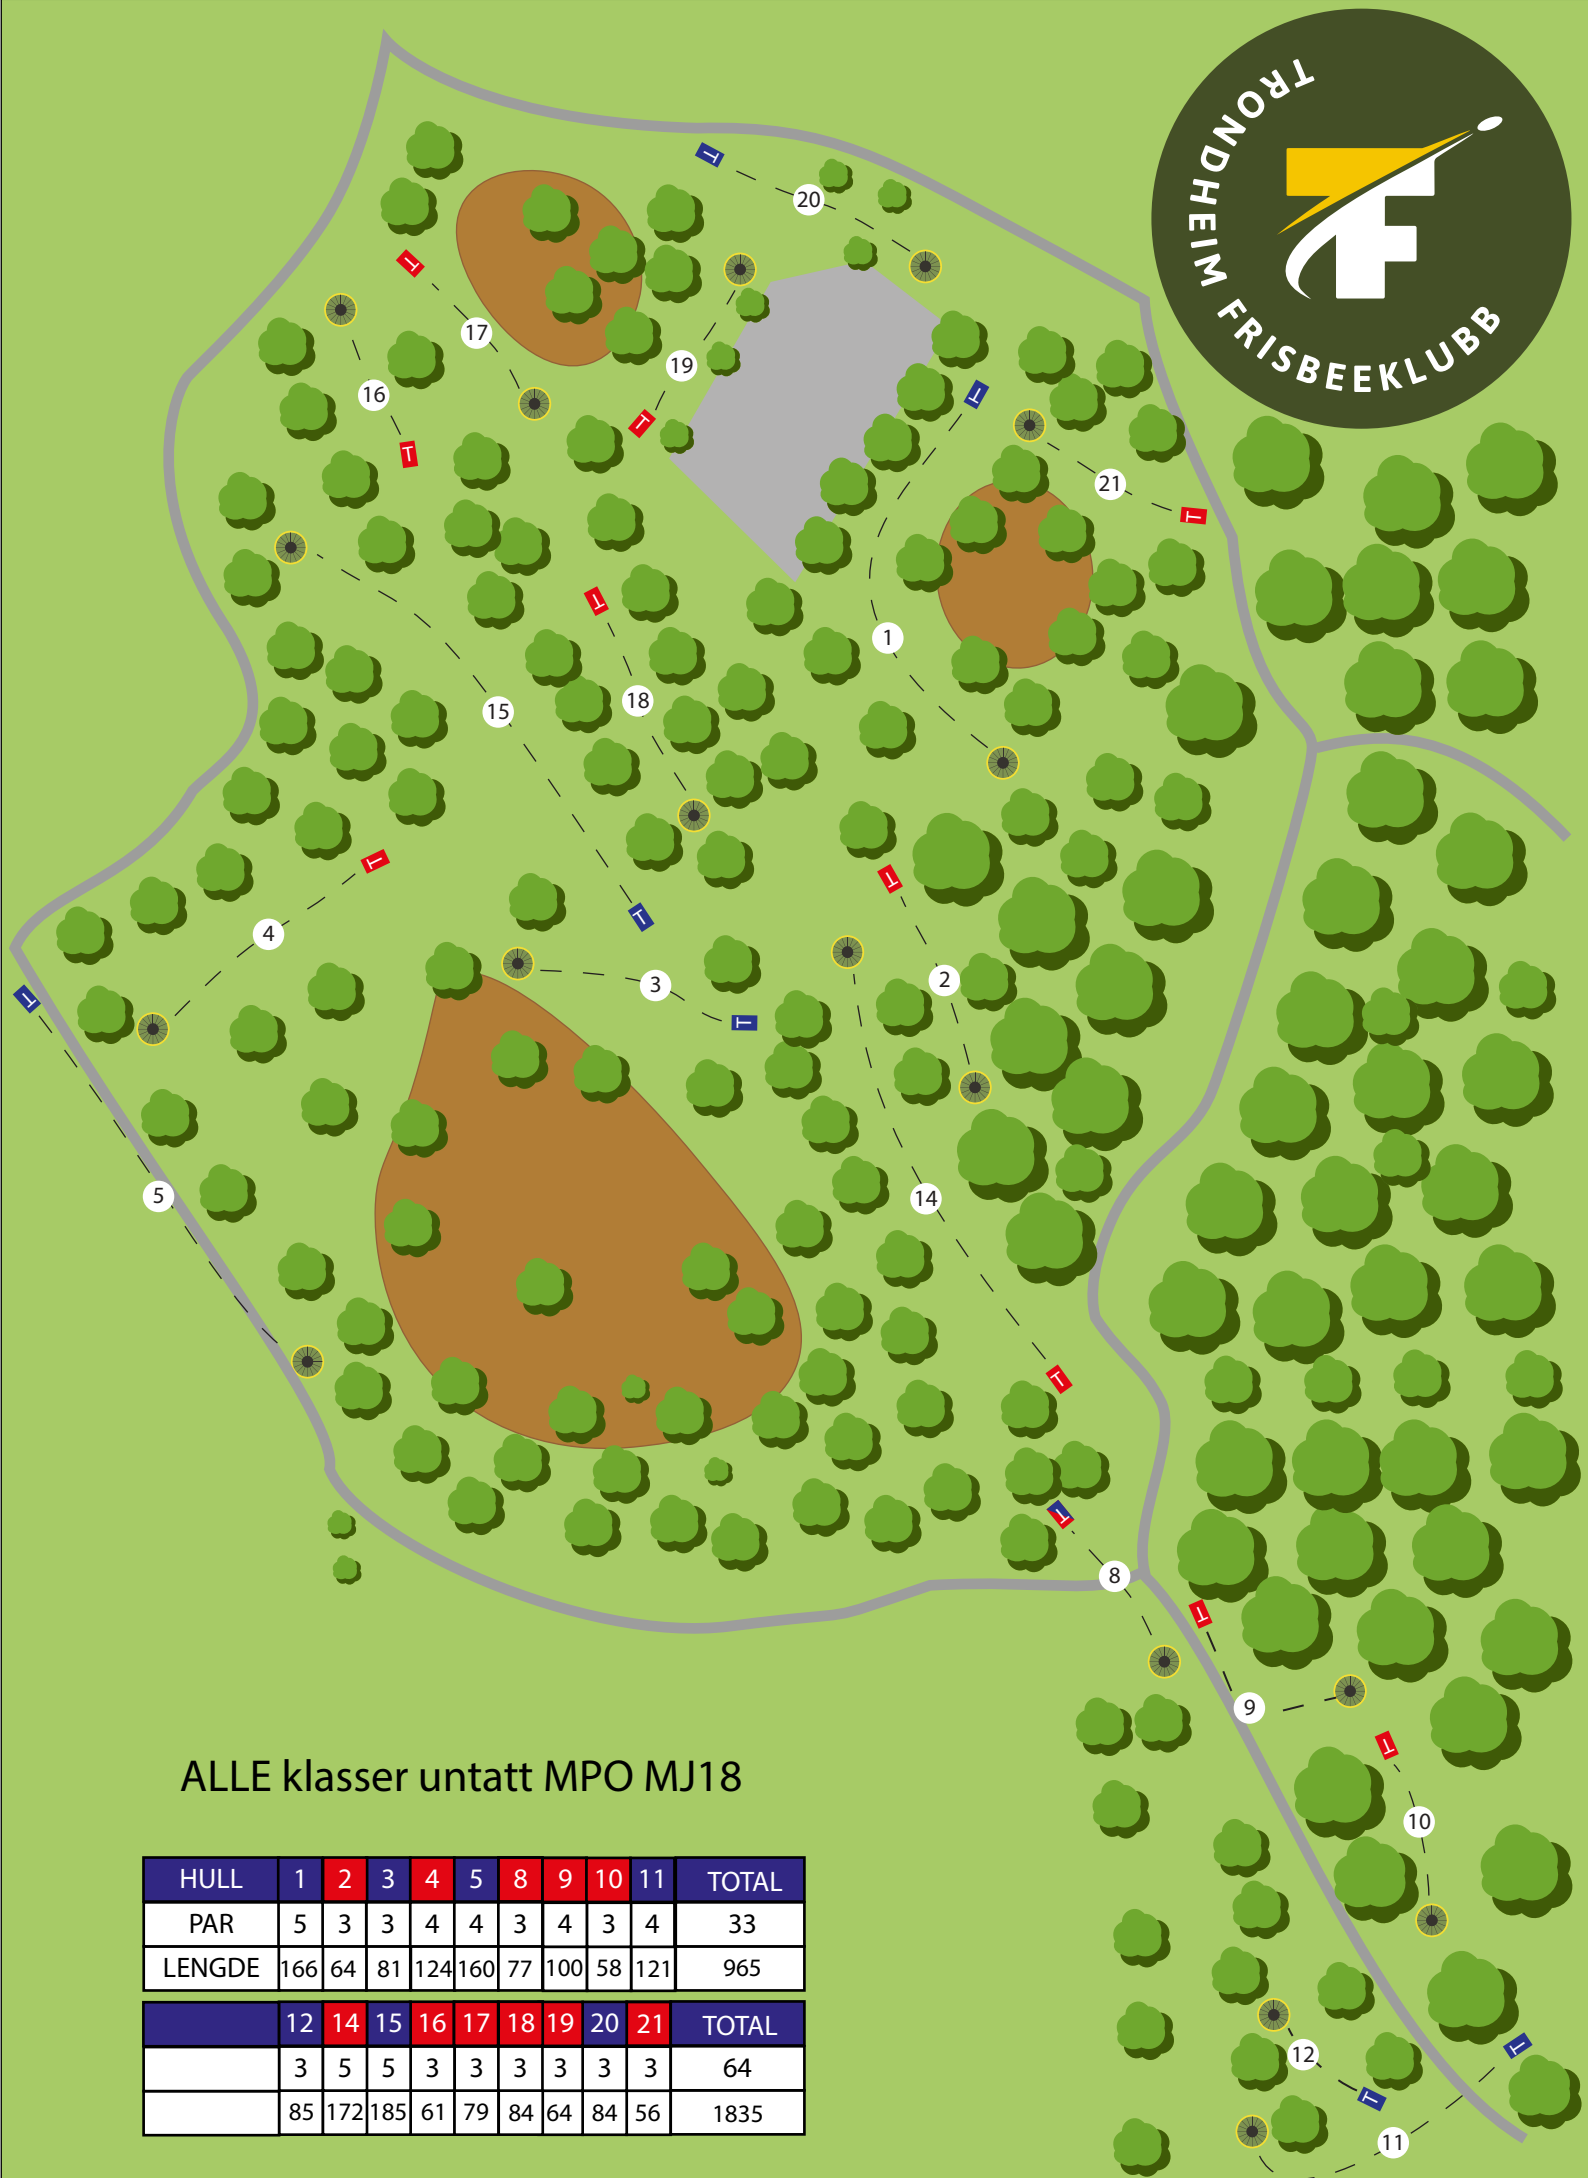 TRONDHEIM FRISBEEKLUBB
T
20
T
17
19
16
T
T
T
21
T
1
T
15
18
T
4
T
T
2
3
T
T
T
5
14
T
T
8
T
9
T
10
12
T
T
11
ALLE klasser untatt MPO MJ18
HULL 1 2 3 4 5 8 9 10 11 TOTAL
PAR 5 3 3 4 4 3 4 3 4 33
LENGDE 166 64 81 124 160 77 100 58 121 965
12 14 15 16 17 18 19 20 21 TOTAL
3 5 5 3 3 3 3 3 3 64
85 172 185 61 79 84 64 84 56 1835